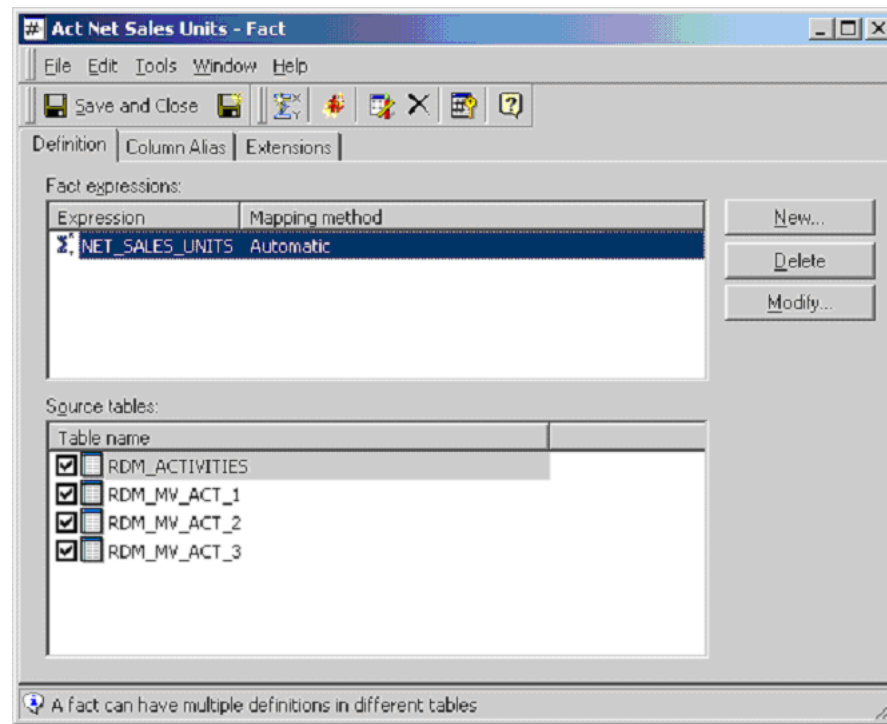 Act Net Sales Units - Fact
File Edit Tools Window Help
Save and Close
Definition Column Alias Extensions
Fact expressions:
Expression Mapping method
NET_SALES_UNITS Automatic
New...
Delete
Modify...
Source tables:
Table name
RDM_ACTIVITIES
RDM_MV_ACT_1
RDM_MV_ACT_2
RDM_MV_ACT_3
A fact can have multiple definitions in different tables